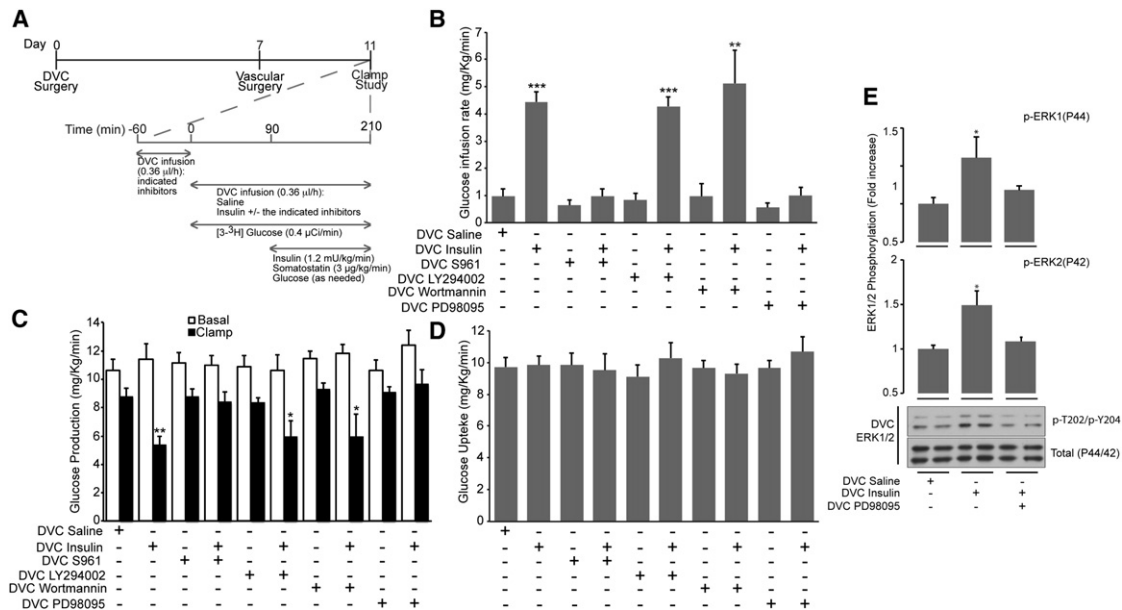 A
Day 0 7 11
DVC Surgery
Vascular Surgery
Clamp Study
Time (min) -60 0 90 210
DVC infusion
(0.36 µl/h):
indicated
inhibitors
DVC infusion (0.36 µl/h):
Saline
Insulin +/- the indicated inhibitors
[3-³H] Glucose (0.4 µCi/min)
Insulin (1.2 mU/kg/min)
Somatostatin (3 µg/kg/min)
Glucose (as needed)
B
Glucose infusion rate (mg/Kg/min)
7
6
5
4
3
2
1
0
*** *** **
DVC Saline + - - - - - - - - -
DVC Insulin - + - + - + - + - +
DVC S961 - - + + - - - - - -
DVC LY294002 - - - - + + - - - -
DVC Wortmannin - - - - - - + + - -
DVC PD98095 - - - - - - - - + +
C
Basal
Clamp
Glucose Production (mg/Kg/min)
14
12
10
8
6
4
2
0
** * *
DVC Saline + - - - - - - - - -
DVC Insulin - + - + - + - + - +
DVC S961 - - + + - - - - - -
DVC LY294002 - - - - + + - - - -
DVC Wortmannin - - - - - - + + - -
DVC PD98095 - - - - - - - - + +
D
Glucose Upteke (mg/Kg/min)
12
10
8
6
4
2
0
+ - - - - - - - - -
- + - + - + - + - +
- - + + - - - - - -
- - - - + + - - - -
- - - - - - + + - -
- - - - - - - - + +
E
p-ERK1(P44)
ERK1/2 Phosphorylation (Fold increase)
1.5
1
0.5
*
p-ERK2(P42)
1.5
1
0.5
*
DVC
ERK1/2
p-T202/p-Y204
Total (P44/42)
DVC Saline + - -
DVC Insulin - + +
DVC PD98095 - - +